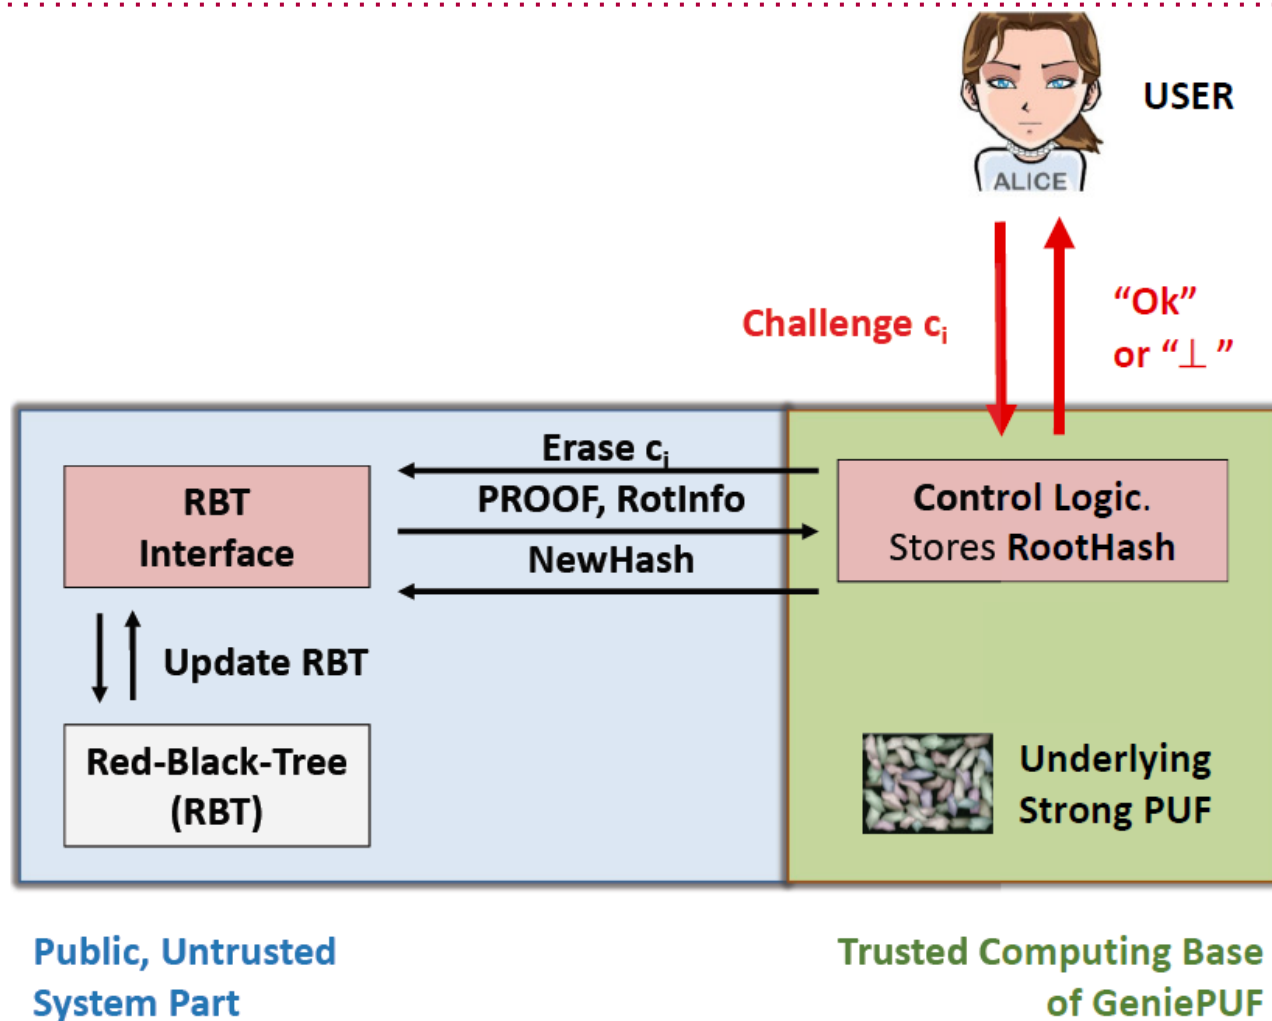 USER
ALICE
Challenge cᵢ
“Ok”
or “⊥ ”
Erase cᵢ
PROOF, RotInfo
NewHash
RBT
Interface
Control Logic.
Stores RootHash
Update RBT
Red-Black-Tree
(RBT)
Underlying
Strong PUF
Public, Untrusted
System Part
Trusted Computing Base
of GeniePUF